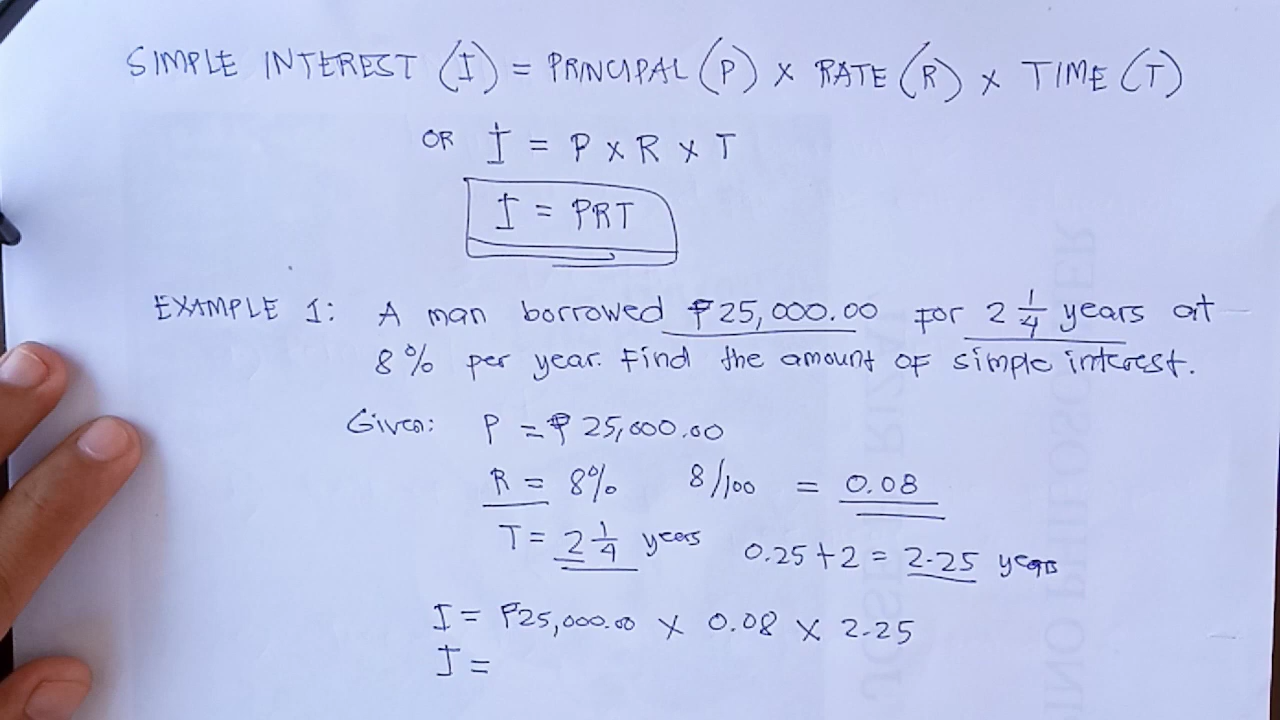 SIMPLE INTEREST (I) = PRINCIPAL (P) x RATE (R) x TIME (T)
OR I = P x R x T
I = PRT
EXAMPLE 1: A man borrowed ₱25,000.00 for 2 1/4 years at
8% per year. Find the amount of simple interest.
Given: P = ₱ 25,000.00
R = 8% 8/100 = 0.08
T = 2 1/4 years 0.25 + 2 = 2.25 years
I = ₱25,000.00 x 0.08 x 2.25
I =